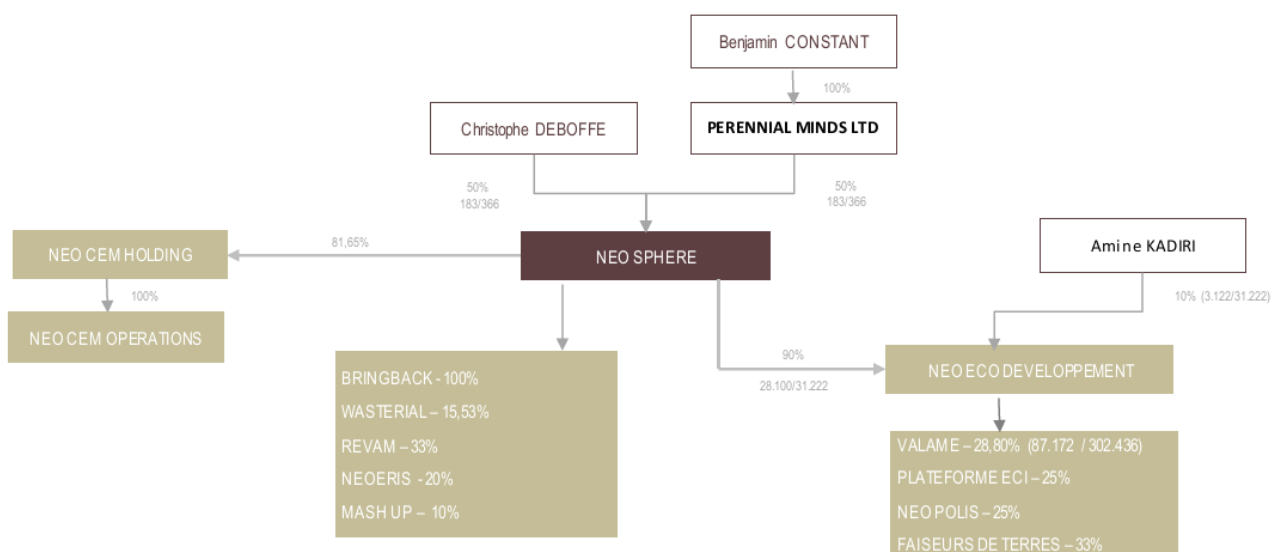 Benjamin CONSTANT
100%
Christophe DEBOFFE
PERENNIAL MINDS LTD
50%
183/366
50%
183/366
NEO CEM HOLDING
81,65%
NEO SPHERE
Amine KADIRI
100%
10% (3.122/31.222)
NEO CEM OPERATIONS
90%
28.100/31.222
NEO ECO DEVELOPPEMENT
BRINGBACK - 100%
WASTERIAL – 15,53%
REVAM – 33%
NEOERIS - 20%
MASH UP – 10%
VALAME – 28,80% (87.172 / 302.436)
PLATEFORME ECI – 25%
NEO POLIS – 25%
FAISEURS DE TERRES – 33%